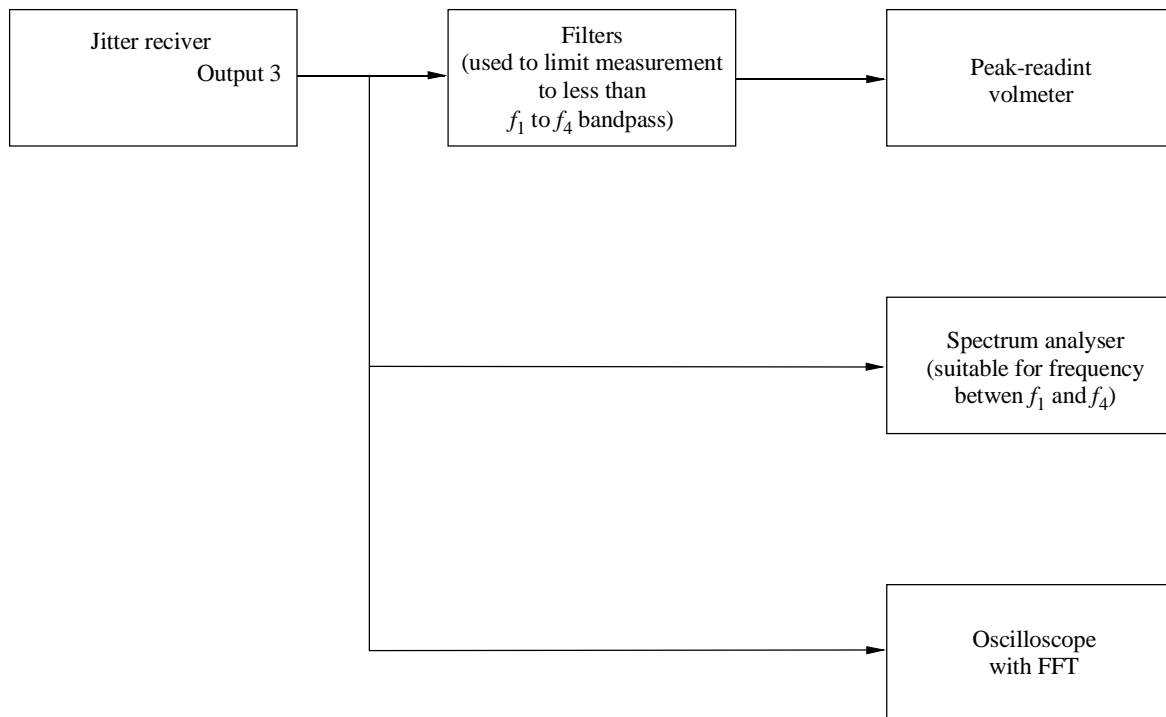 Jitter reciver
Output 3
Filters
(used to limit measurement
to less than
f1 to f4 bandpass)
Peak-readint
volmeter
Spectrum analyser
(suitable for frequency
betwen f1 and f4)
Oscilloscope
with FFT